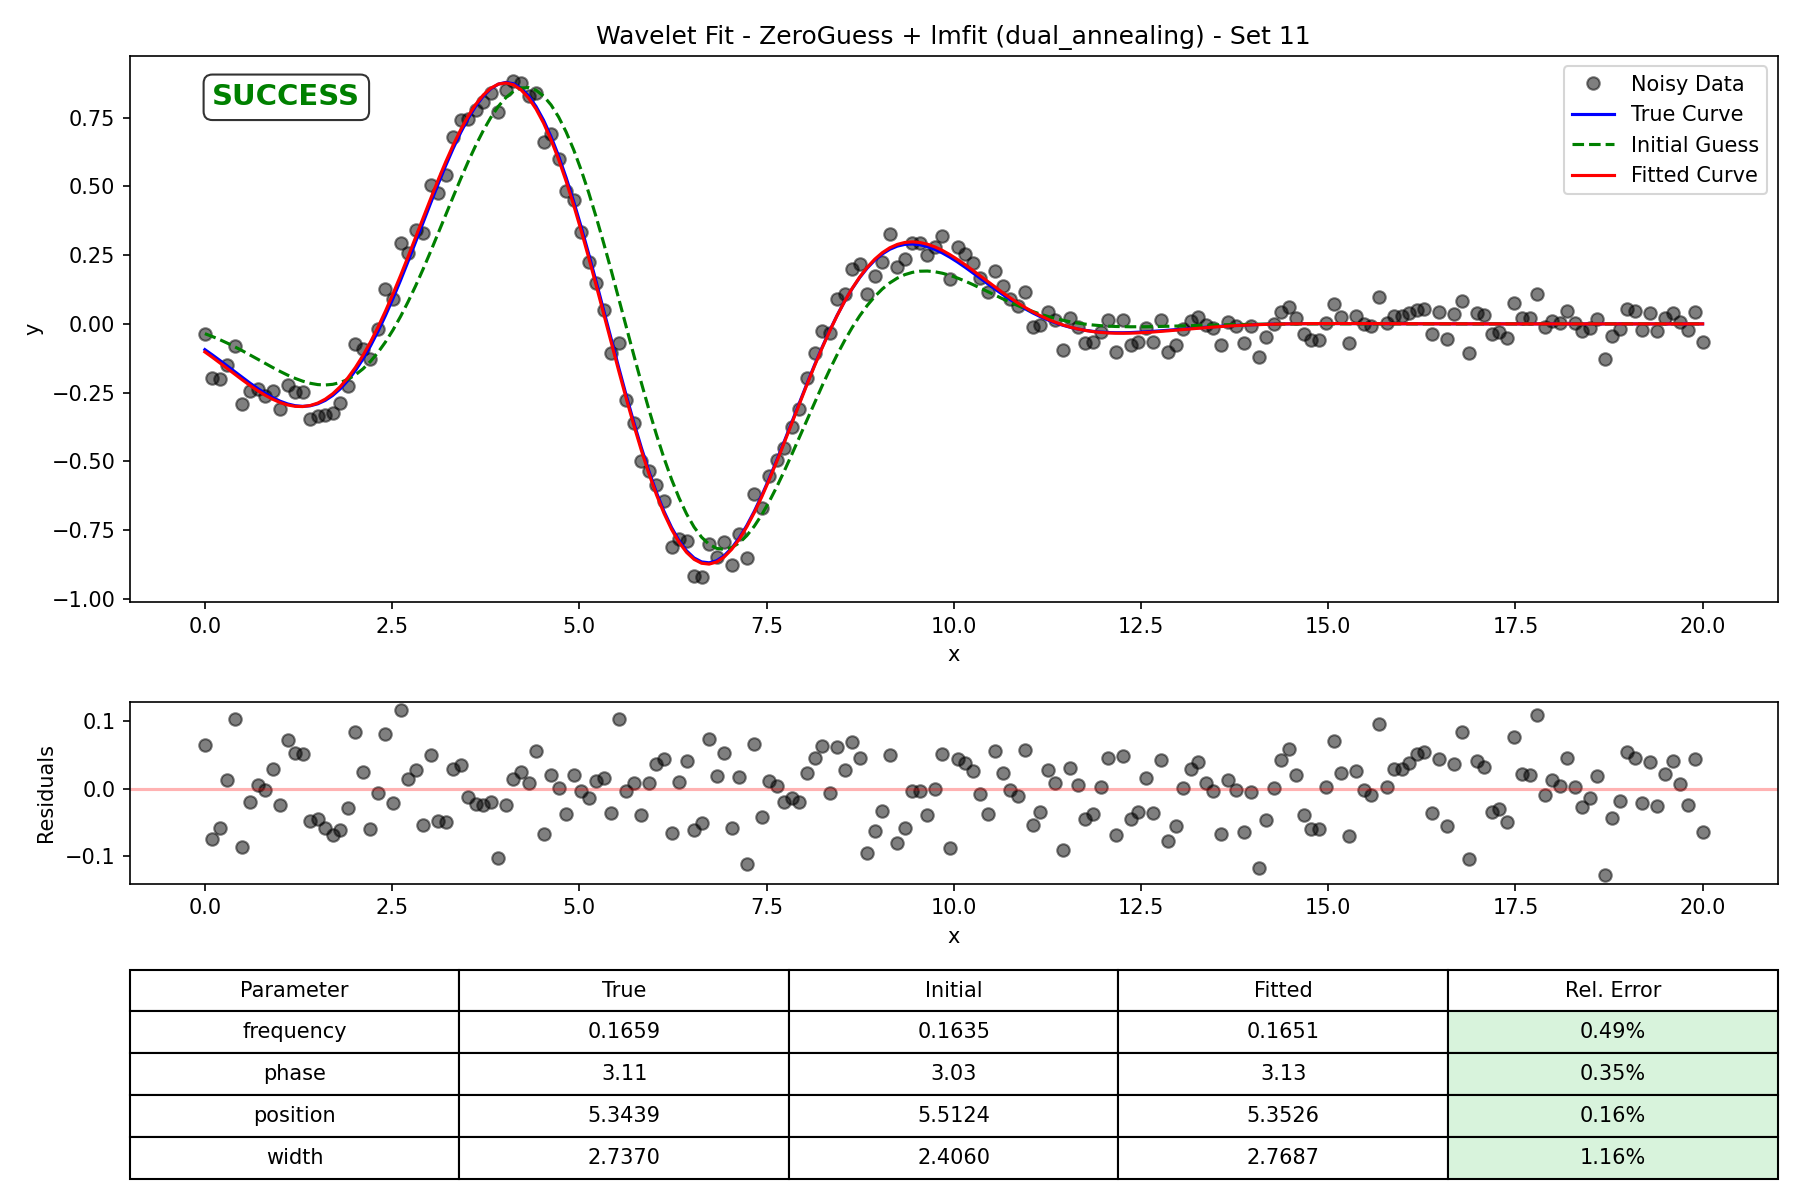 Wavelet Fit - ZeroGuess + lmfit (dual_annealing) - Set 11
SUCCESS
Noisy Data
True Curve
Initial Guess
Fitted Curve
y
0.75
0.50
0.25
0.00
−0.25
−0.50
−0.75
−1.00
0.0 2.5 5.0 7.5 10.0 12.5 15.0 17.5 20.0
x
Residuals
0.1
0.0
−0.1
0.0 2.5 5.0 7.5 10.0 12.5 15.0 17.5 20.0
x
Parameter True Initial Fitted Rel. Error
frequency 0.1659 0.1635 0.1651 0.49%
phase 3.11 3.03 3.13 0.35%
position 5.3439 5.5124 5.3526 0.16%
width 2.7370 2.4060 2.7687 1.16%